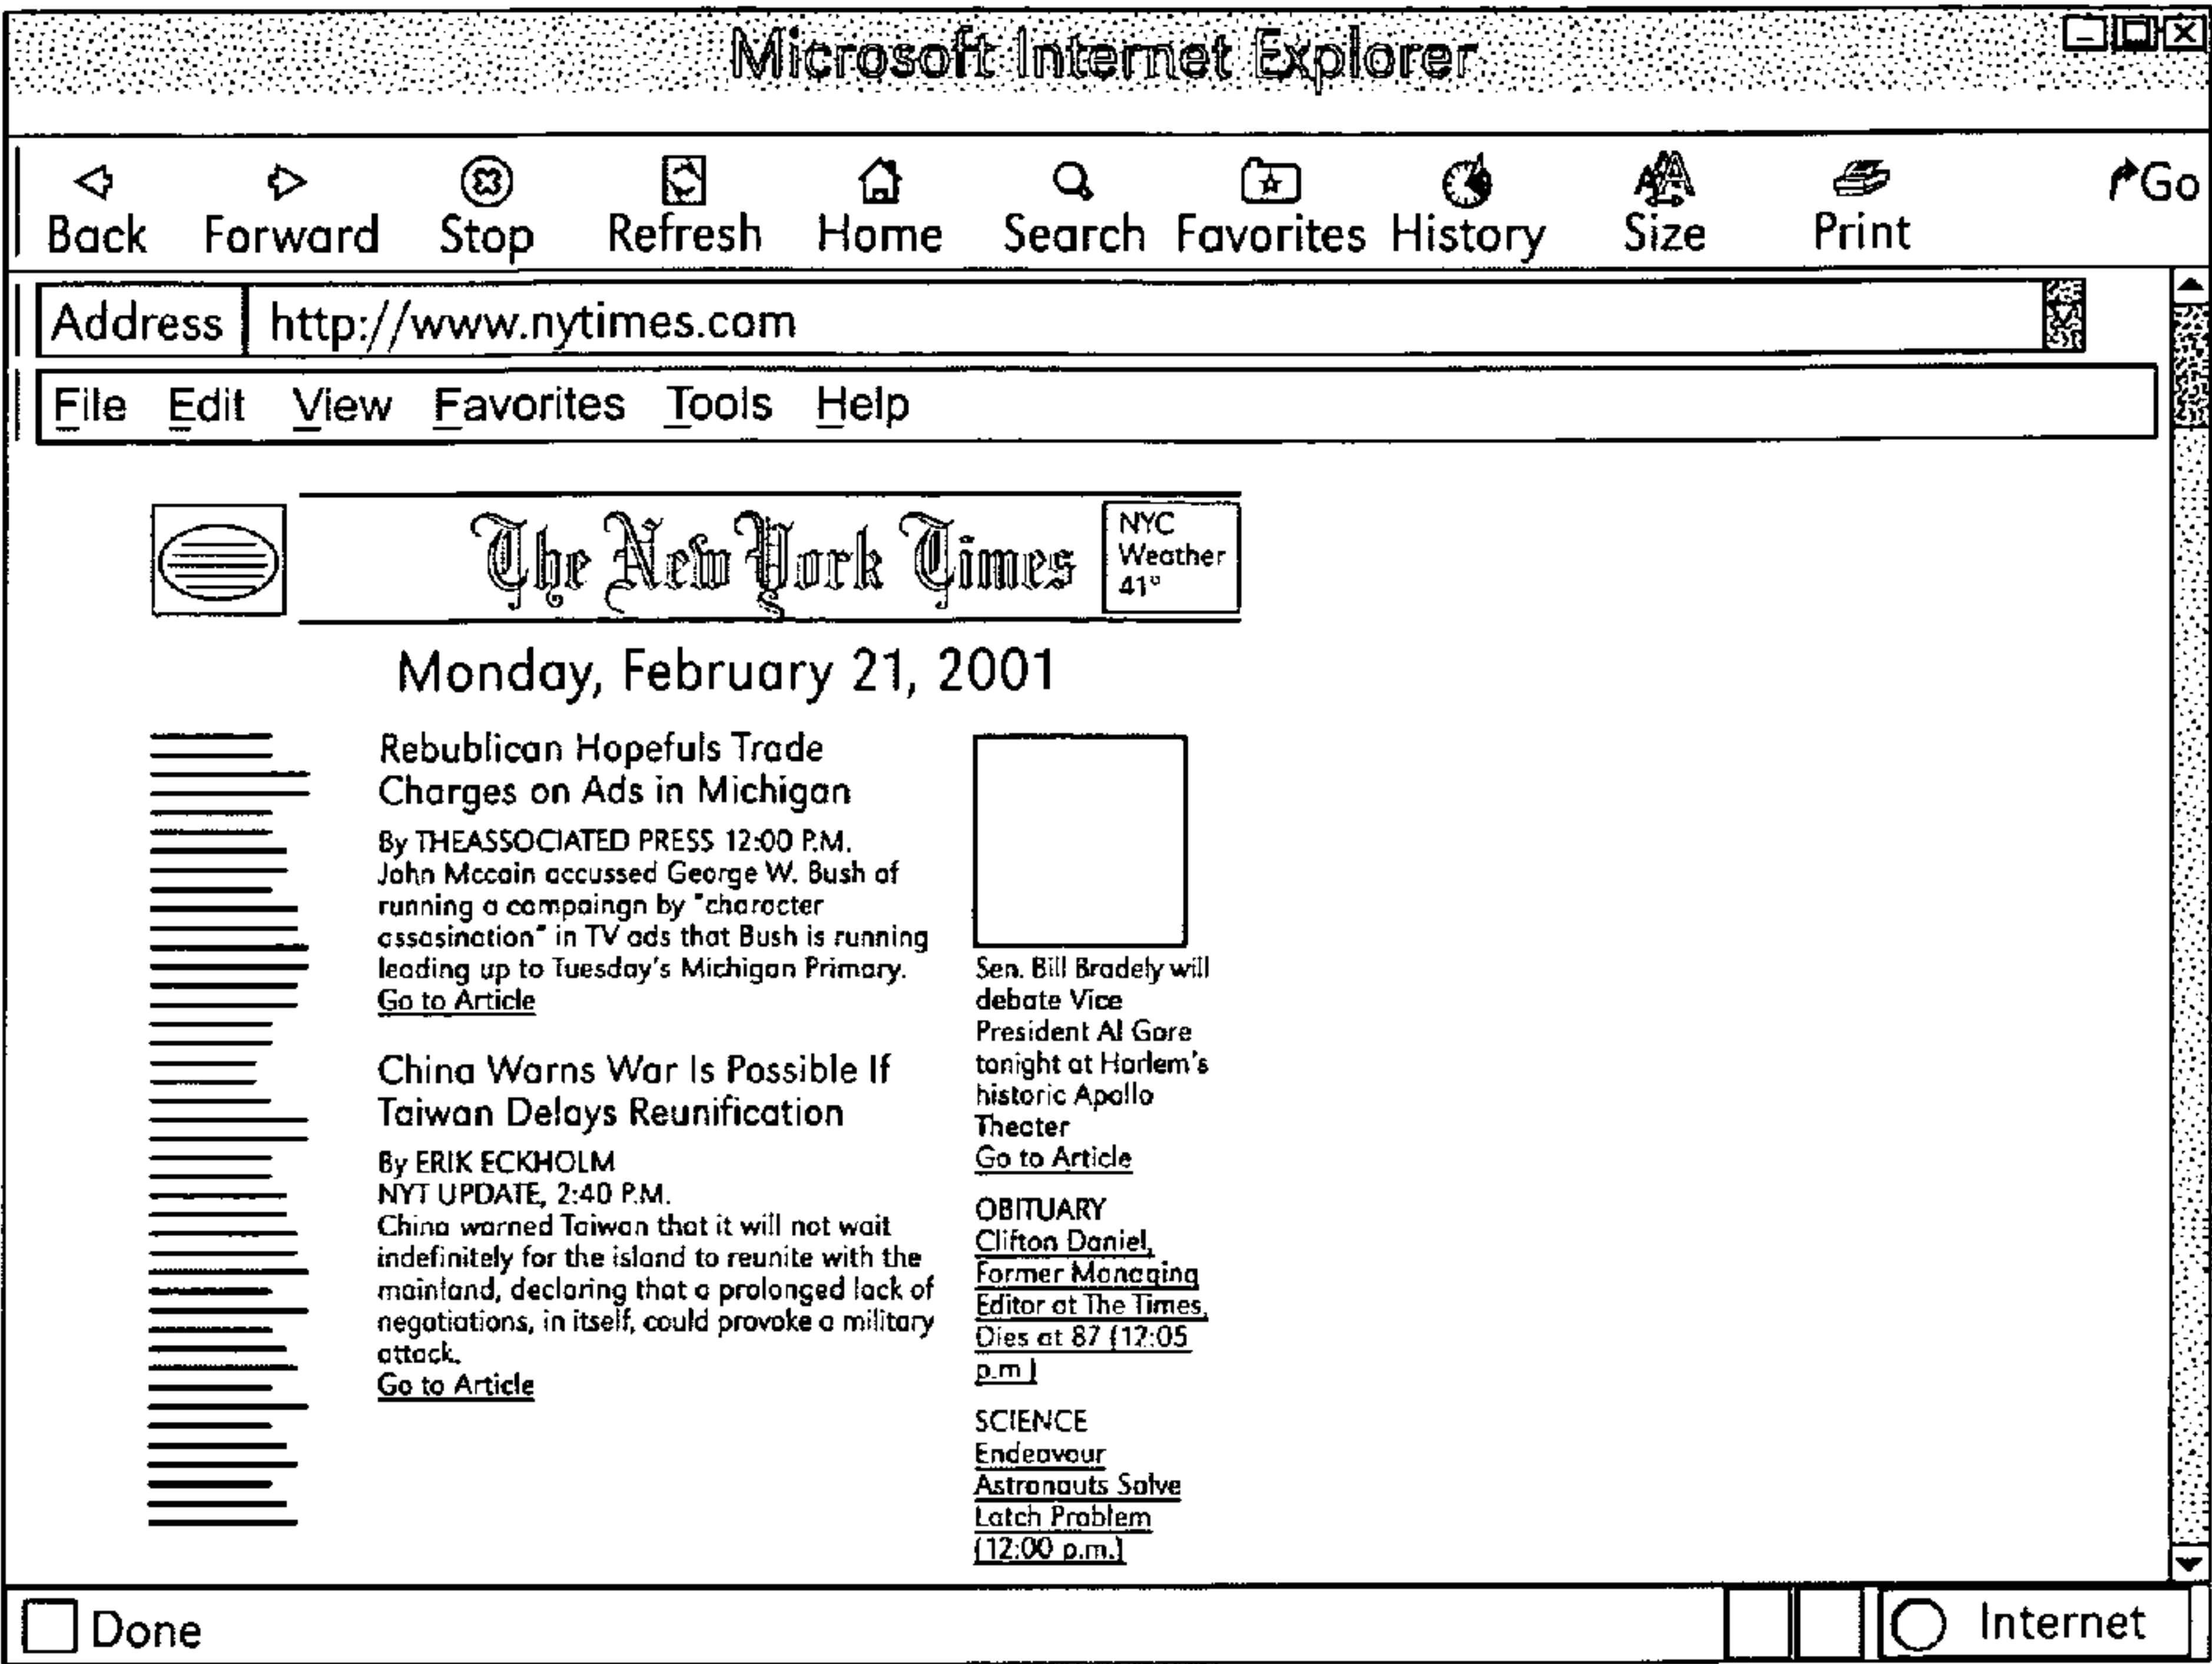 Microsoft Internet Explorer
Back Forward Stop Refresh Home Search Favorites History Size Print Go
Address http://www.nytimes.com
File Edit View Favorites Tools Help
The New York Times
NYC
Weather
41°
Monday, February 21, 2001
Rebublican Hopefuls Trade
Charges on Ads in Michigan
By THEASSOCIATED PRESS 12:00 P.M.
John Mccain accussed George W. Bush of
running a compaingn by "character
assasination" in TV ads that Bush is running
leading up to Tuesday's Michigan Primary.
Go to Article
China Warns War Is Possible If
Taiwan Delays Reunification
By ERIK ECKHOLM
NYT UPDATE, 2:40 P.M.
China warned Taiwan that it will not wait
indefinitely for the island to reunite with the
mainland, declaring that a prolonged lack of
negotiations, in itself, could provoke a military
attack.
Go to Article
Sen. Bill Bradely will
debate Vice
President Al Gore
tonight at Harlem's
historic Apollo
Theater
Go to Article
OBITUARY
Clifton Daniel,
Former Managing
Editor at The Times,
Dies at 87 (12:05
p.m.)
SCIENCE
Endeavour
Astronauts Solve
Latch Problem
(12:00 p.m.)
Done
Internet